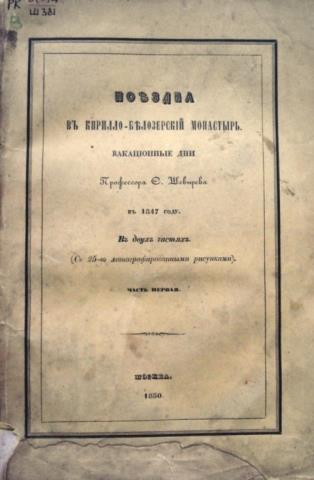 Ш 381
ПОѢЗДКА
ВЪ КИРИЛЛО-БѢЛОЗЕРСКІЙ МОНАСТЫРЬ.
ВАКАЦІОННЫЕ ДНИ
Профессора С. Шевырева
въ 1847 году.
Въ двухъ частяхъ.
(Съ 25-ю литографированными рисунками).
ЧАСТЬ ПЕРВАЯ.
МОСКВА.
1850.